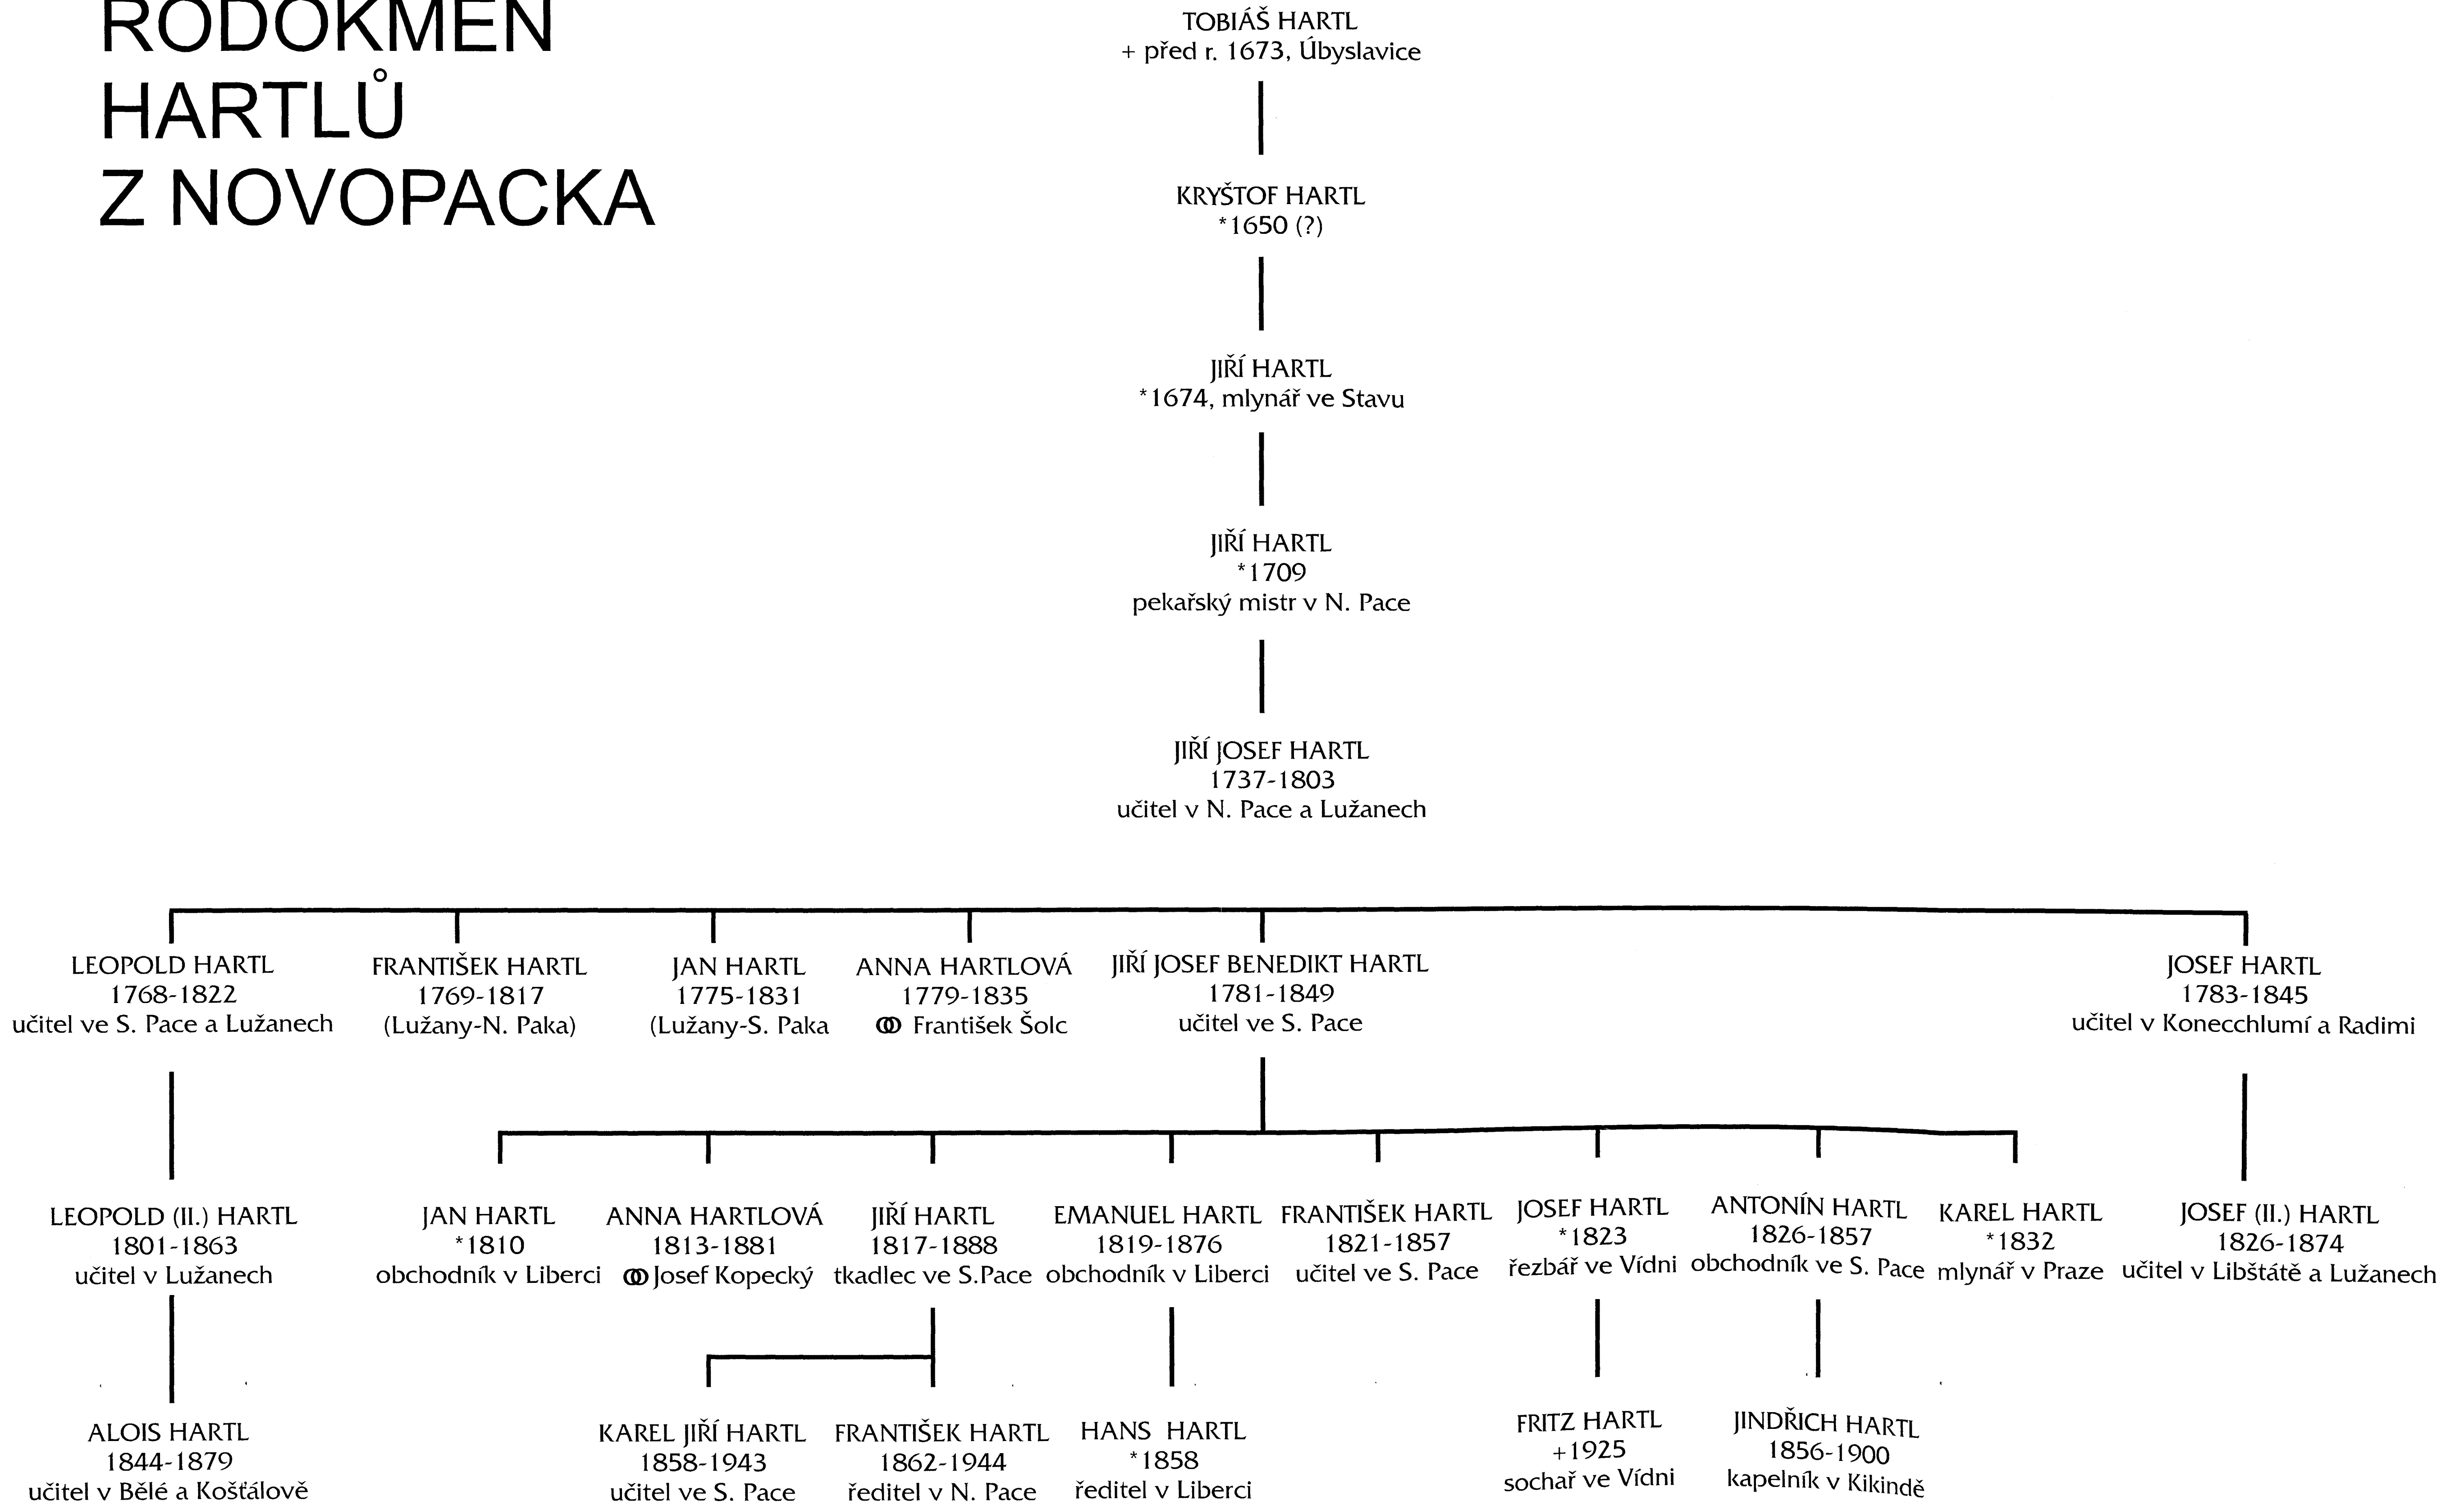 RODOKMEN
HARTLŮ
Z NOVOPACKA
TOBIÁŠ HARTL
+ před r. 1673, Úbyslavice
KRYŠTOF HARTL
*1650 (?)
JIŘÍ HARTL
*1674, mlynář ve Stavu
JIŘÍ HARTL
*1709
pekařský mistr v N. Pace
JIŘÍ JOSEF HARTL
1737-1803
učitel v N. Pace a Lužanech
LEOPOLD HARTL
1768-1822
učitel ve S. Pace a Lužanech
FRANTIŠEK HARTL
1769-1817
(Lužany-N. Paka)
JAN HARTL
1775-1831
(Lužany-S. Paka
ANNA HARTLOVÁ
1779-1835
⚭ František Šolc
JIŘÍ JOSEF BENEDIKT HARTL
1781-1849
učitel ve S. Pace
JOSEF HARTL
1783-1845
učitel v Konecchlumí a Radimi
LEOPOLD (II.) HARTL
1801-1863
učitel v Lužanech
JAN HARTL
*1810
obchodník v Liberci
ANNA HARTLOVÁ
1813-1881
⚭ Josef Kopecký
JIŘÍ HARTL
1817-1888
tkadlec ve S.Pace
EMANUEL HARTL
1819-1876
obchodník v Liberci
FRANTIŠEK HARTL
1821-1857
učitel ve S. Pace
JOSEF HARTL
*1823
řezbář ve Vídni
ANTONÍN HARTL
1826-1857
obchodník ve S. Pace
KAREL HARTL
*1832
mlynář v Praze
JOSEF (II.) HARTL
1826-1874
učitel v Libštátě a Lužanech
ALOIS HARTL
1844-1879
učitel v Bělé a Košťálově
KAREL JIŘÍ HARTL
1858-1943
učitel ve S. Pace
FRANTIŠEK HARTL
1862-1944
ředitel v N. Pace
HANS HARTL
*1858
ředitel v Liberci
FRITZ HARTL
+1925
sochař ve Vídni
JINDŘICH HARTL
1856-1900
kapelník v Kikindě